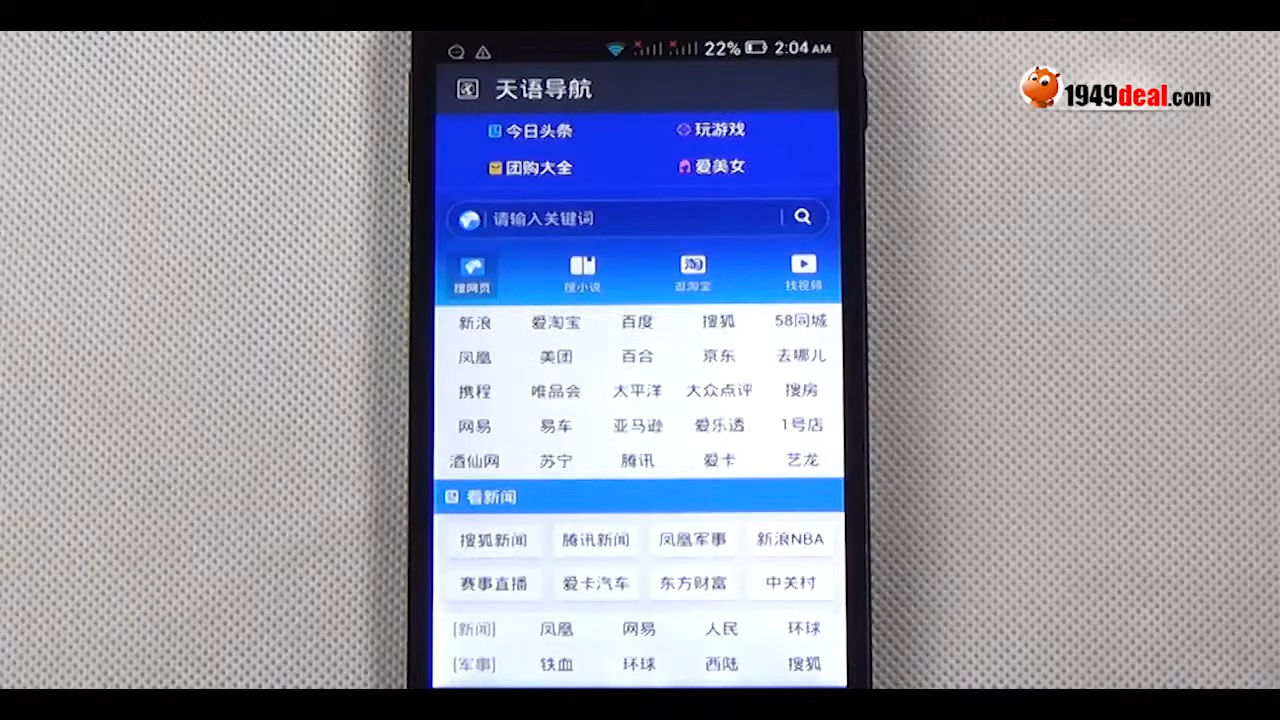 22% 2:04 AM
1949deal.com
天语导航
今日头条 玩游戏
团购大全 爱美女
请输入关键词
搜网页 搜小说 逛淘宝 找视频
新浪 爱淘宝 百度 搜狐 58同城
凤凰 美团 百合 京东 去哪儿
携程 唯品会 太平洋 大众点评 搜房
网易 易车 亚马逊 爱乐透 1号店
酒仙网 苏宁 腾讯 爱卡 艺龙
看新闻
搜狐新闻 腾讯新闻 凤凰军事 新浪NBA
赛事直播 爱卡汽车 东方财富 中关村
[新闻] 凤凰 网易 人民 环球
[军事] 铁血 环球 西陆 搜狐